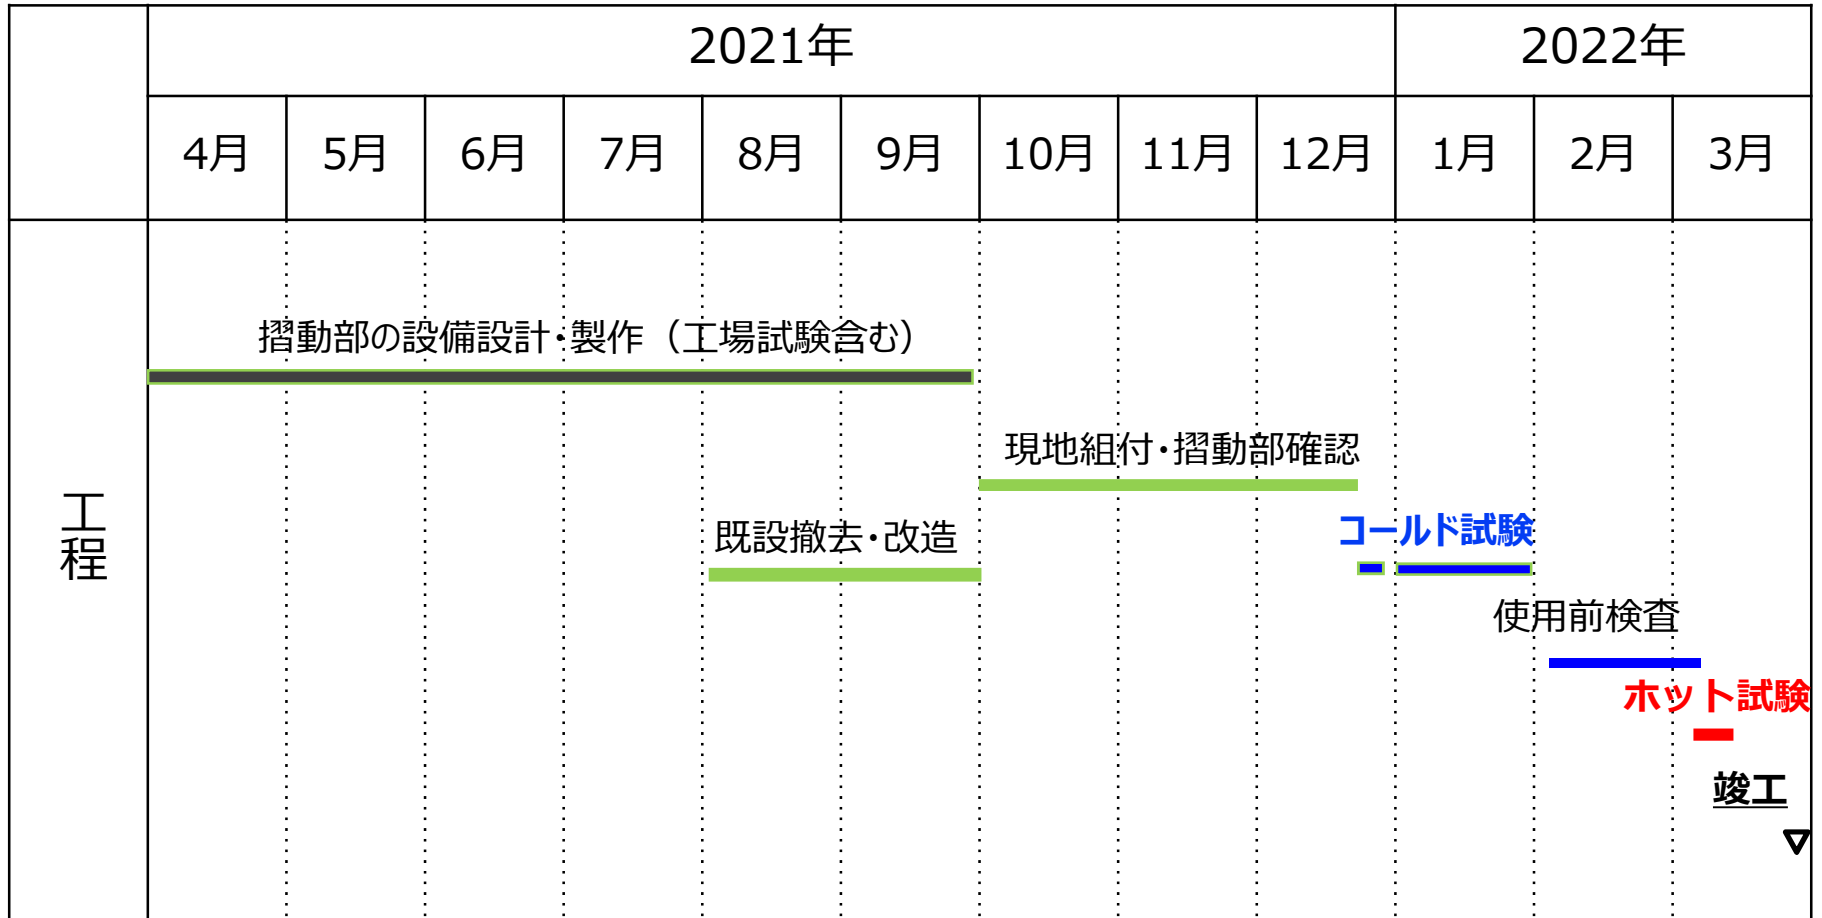 2021年 2022年
4月 5月 6月 7月 8月 9月 10月 11月 12月 1月 2月 3月
工程
摺動部の設備設計・製作（工場試験含む）
現地組付・摺動部確認
既設撤去・改造
コールド試験
使用前検査
ホット試験
竣工